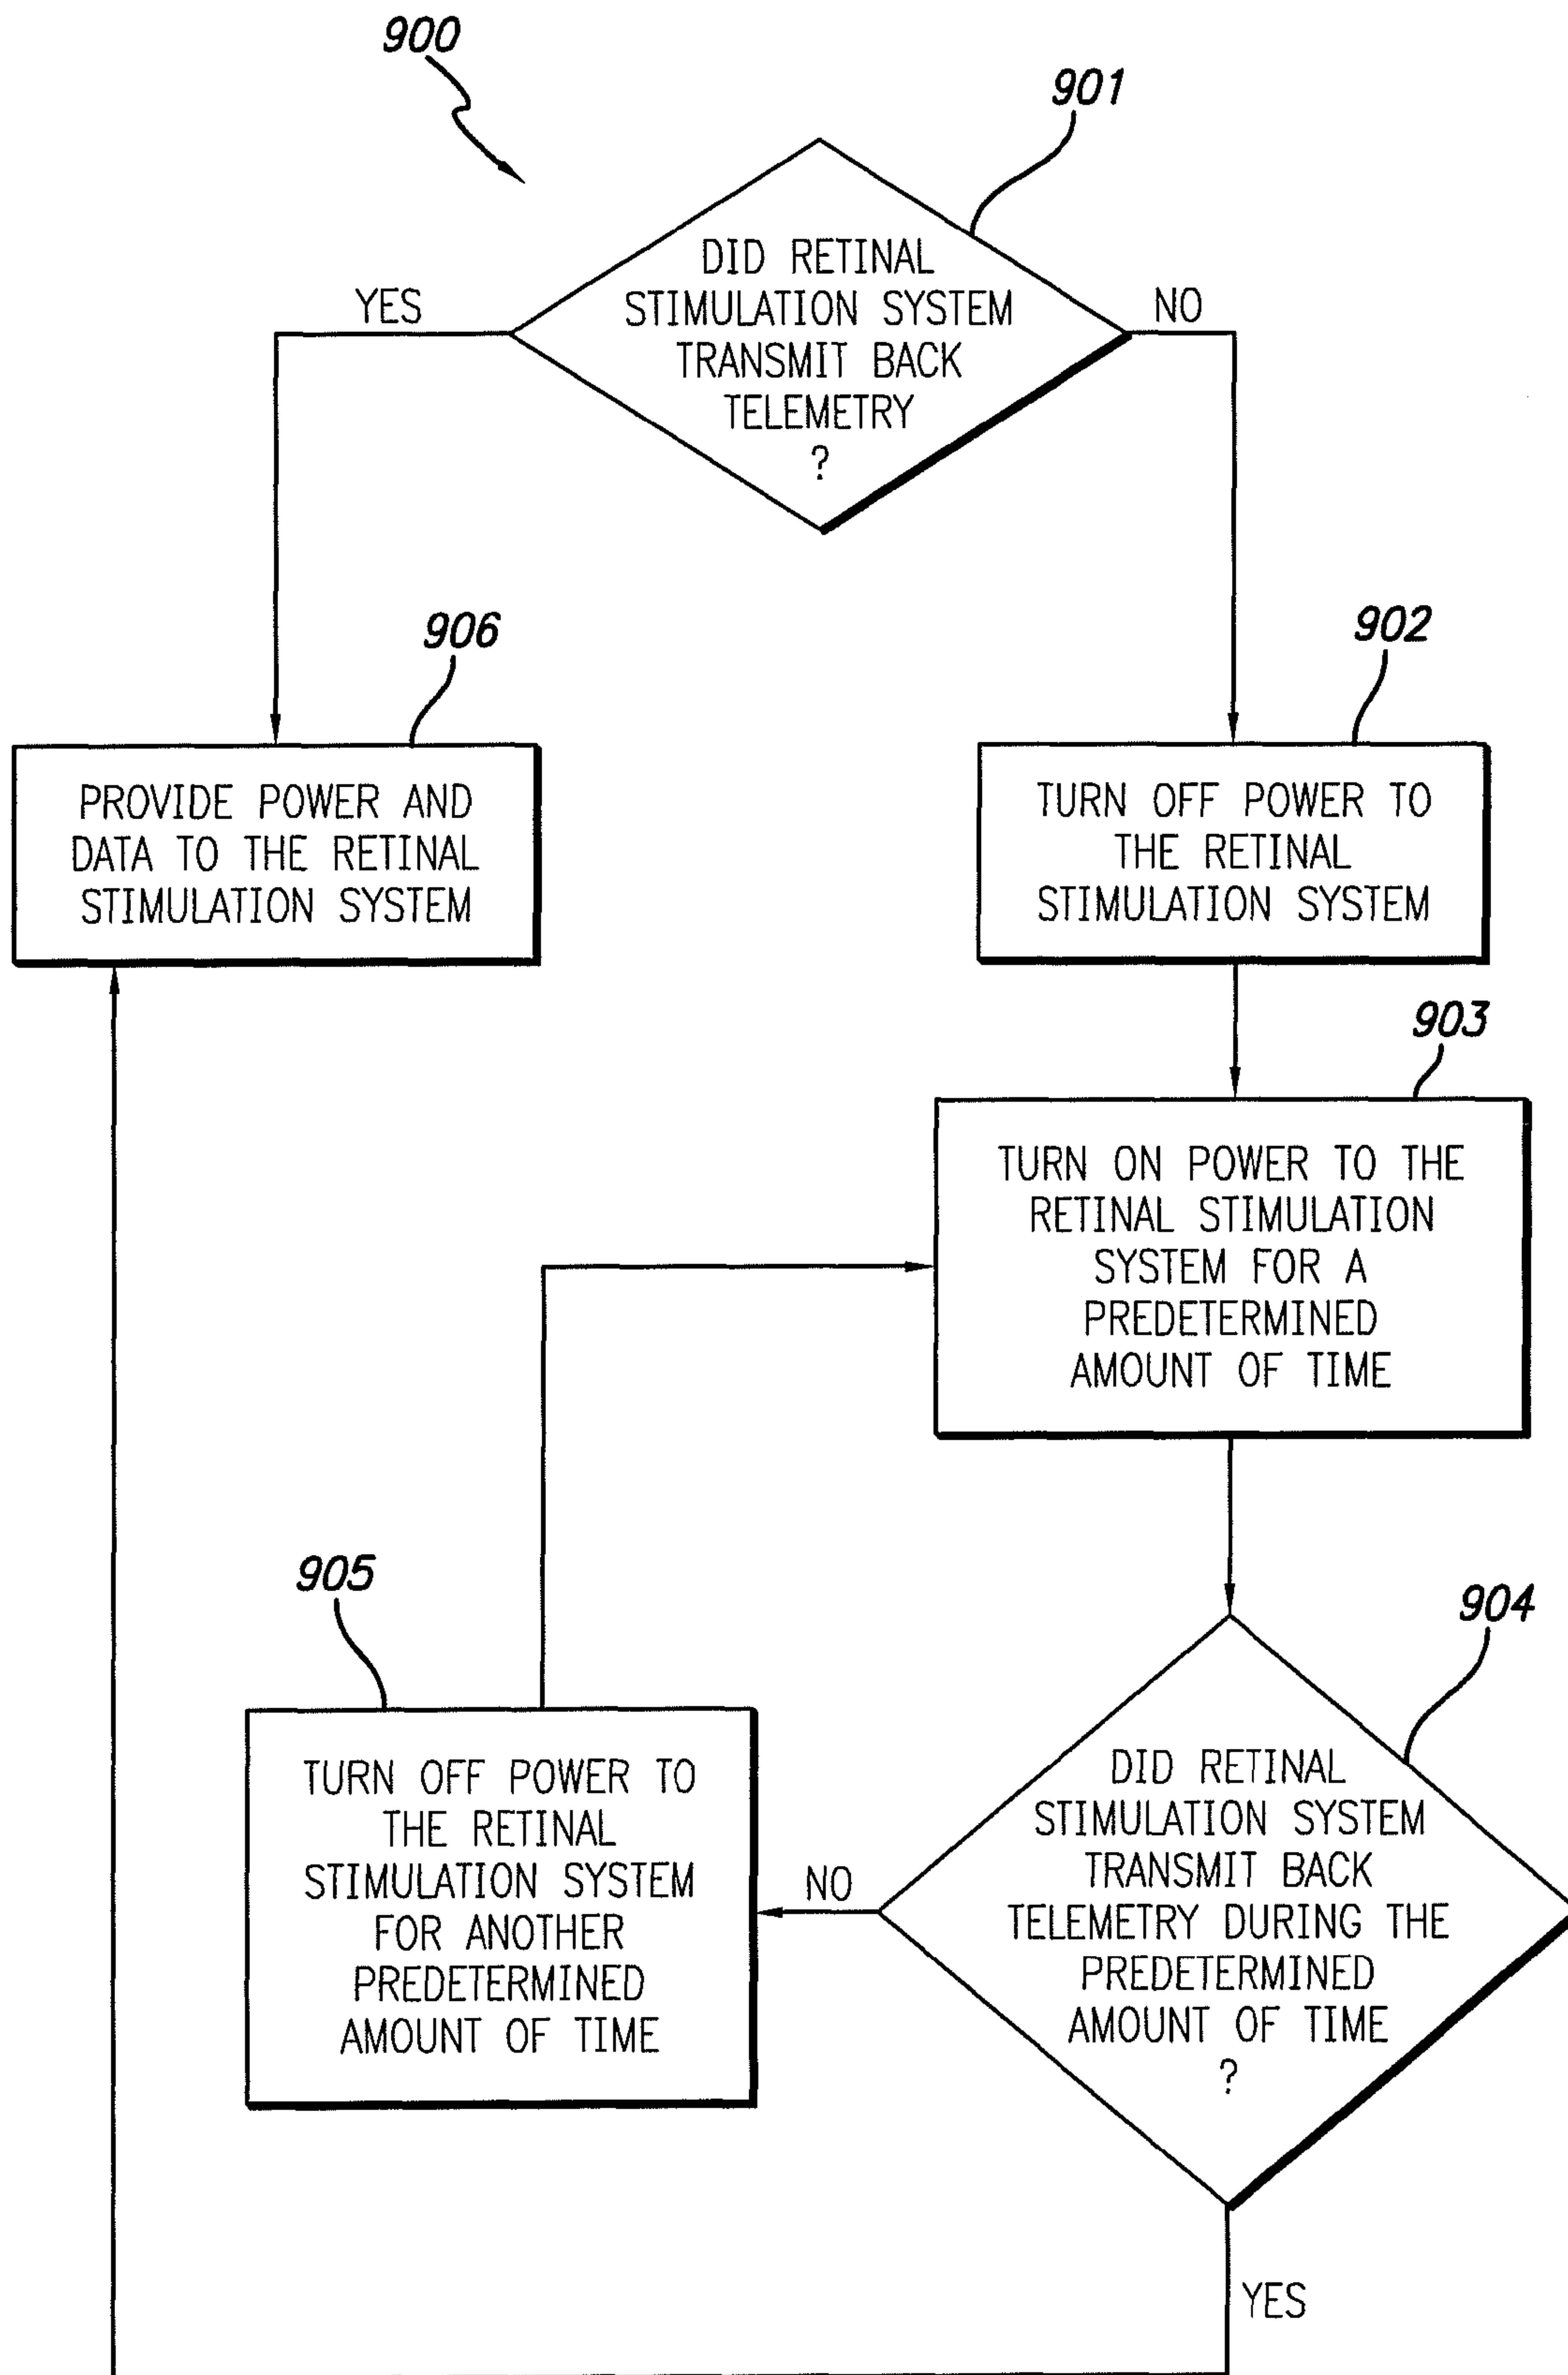 900
901
DID RETINAL
STIMULATION SYSTEM
TRANSMIT BACK
TELEMETRY
?
YES
NO
906
PROVIDE POWER AND
DATA TO THE RETINAL
STIMULATION SYSTEM
902
TURN OFF POWER TO
THE RETINAL
STIMULATION SYSTEM
903
TURN ON POWER TO THE
RETINAL STIMULATION
SYSTEM FOR A
PREDETERMINED
AMOUNT OF TIME
904
DID RETINAL
STIMULATION SYSTEM
TRANSMIT BACK
TELEMETRY DURING THE
PREDETERMINED
AMOUNT OF TIME
?
NO
905
TURN OFF POWER TO
THE RETINAL
STIMULATION SYSTEM
FOR ANOTHER
PREDETERMINED
AMOUNT OF TIME
YES